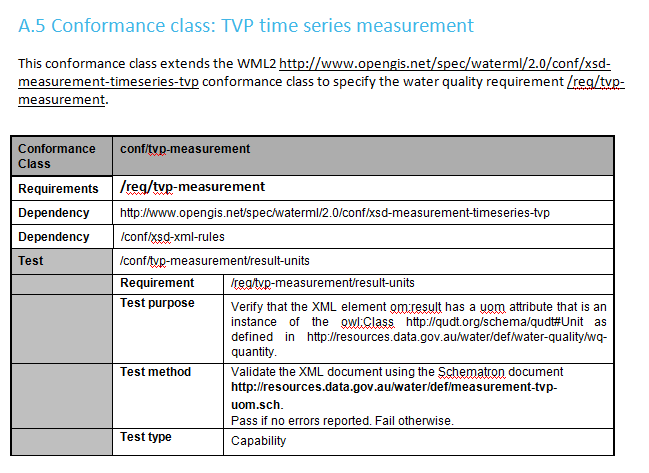 A.5 Conformance class: TVP time series measurement
This conformance class extends the WML2 http://www.opengis.net/spec/waterml/2.0/conf/xsd-
measurement-timeseries-tvp conformance class to specify the water quality requirement /req/tvp-
measurement.
Conformance conf/tvp-measurement
Class
Requirements /req/tvp-measurement
Dependency http://www.opengis.net/spec/waterml/2.0/conf/xsd-measurement-timeseries-tvp
Dependency /conf/xsd-xml-rules
Test /conf/tvp-measurement/result-units
Requirement /req/tvp-measurement/result-units
Test purpose Verify that the XML element om:result has a uom attribute that is an
instance of the owl:Class http://qudt.org/schema/qudt#Unit as
defined in http://resources.data.gov.au/water/def/water-quality/wq-
quantity.
Test method Validate the XML document using the Schematron document
http://resources.data.gov.au/water/def/measurement-tvp-
uom.sch.
Pass if no errors reported. Fail otherwise.
Test type Capability